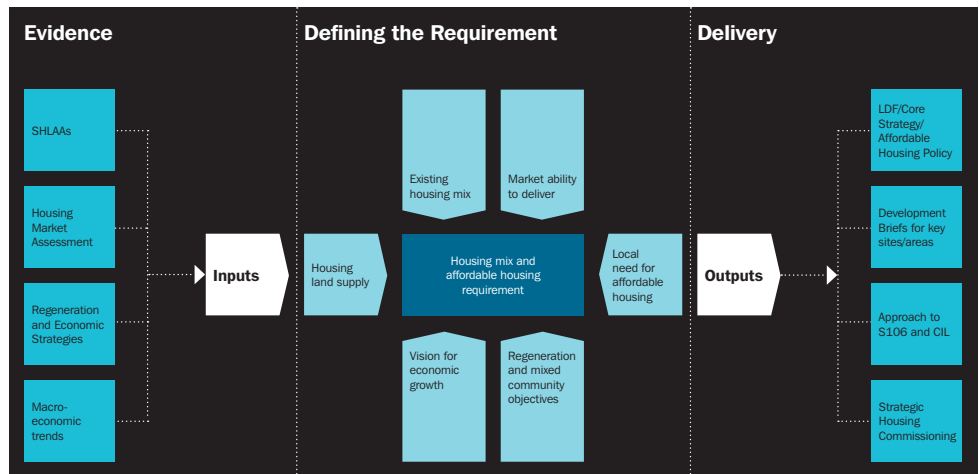 Evidence
SHLAAs
Housing
Market
Assessment
Regeneration
and Economic
Strategies
Macro-
economic
trends
Inputs
Defining the Requirement
Existing
housing mix
Market ability
to deliver
Housing
land supply
Housing mix and
affordable housing
requirement
Local
need for
affordable
housing
Vision for
economic
growth
Regeneration
and mixed
community
objectives
Delivery
Outputs
LDF/Core
Strategy/
Affordable
Housing Policy
Development
Briefs for key
sites/areas
Approach to
S106 and CIL
Strategic
Housing
Commissioning